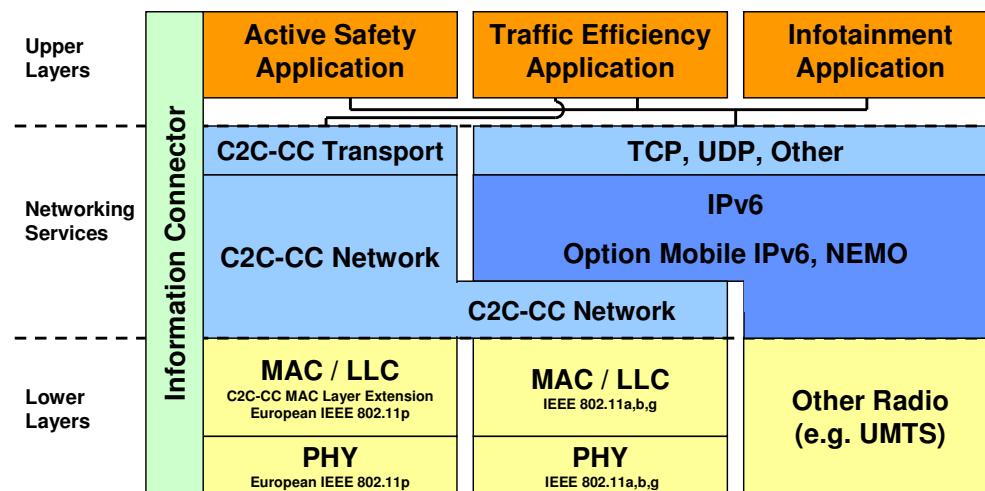 Upper
Layers
Networking
Services
Lower
Layers
Information Connector
Active Safety
Application
Traffic Efficiency
Application
Infotainment
Application
C2C-CC Transport
TCP, UDP, Other
C2C-CC Network
IPv6
Option Mobile IPv6, NEMO
C2C-CC Network
MAC / LLC
C2C-CC MAC Layer Extension
European IEEE 802.11p
MAC / LLC
IEEE 802.11a,b,g
Other Radio
(e.g. UMTS)
PHY
European IEEE 802.11p
PHY
IEEE 802.11a,b,g